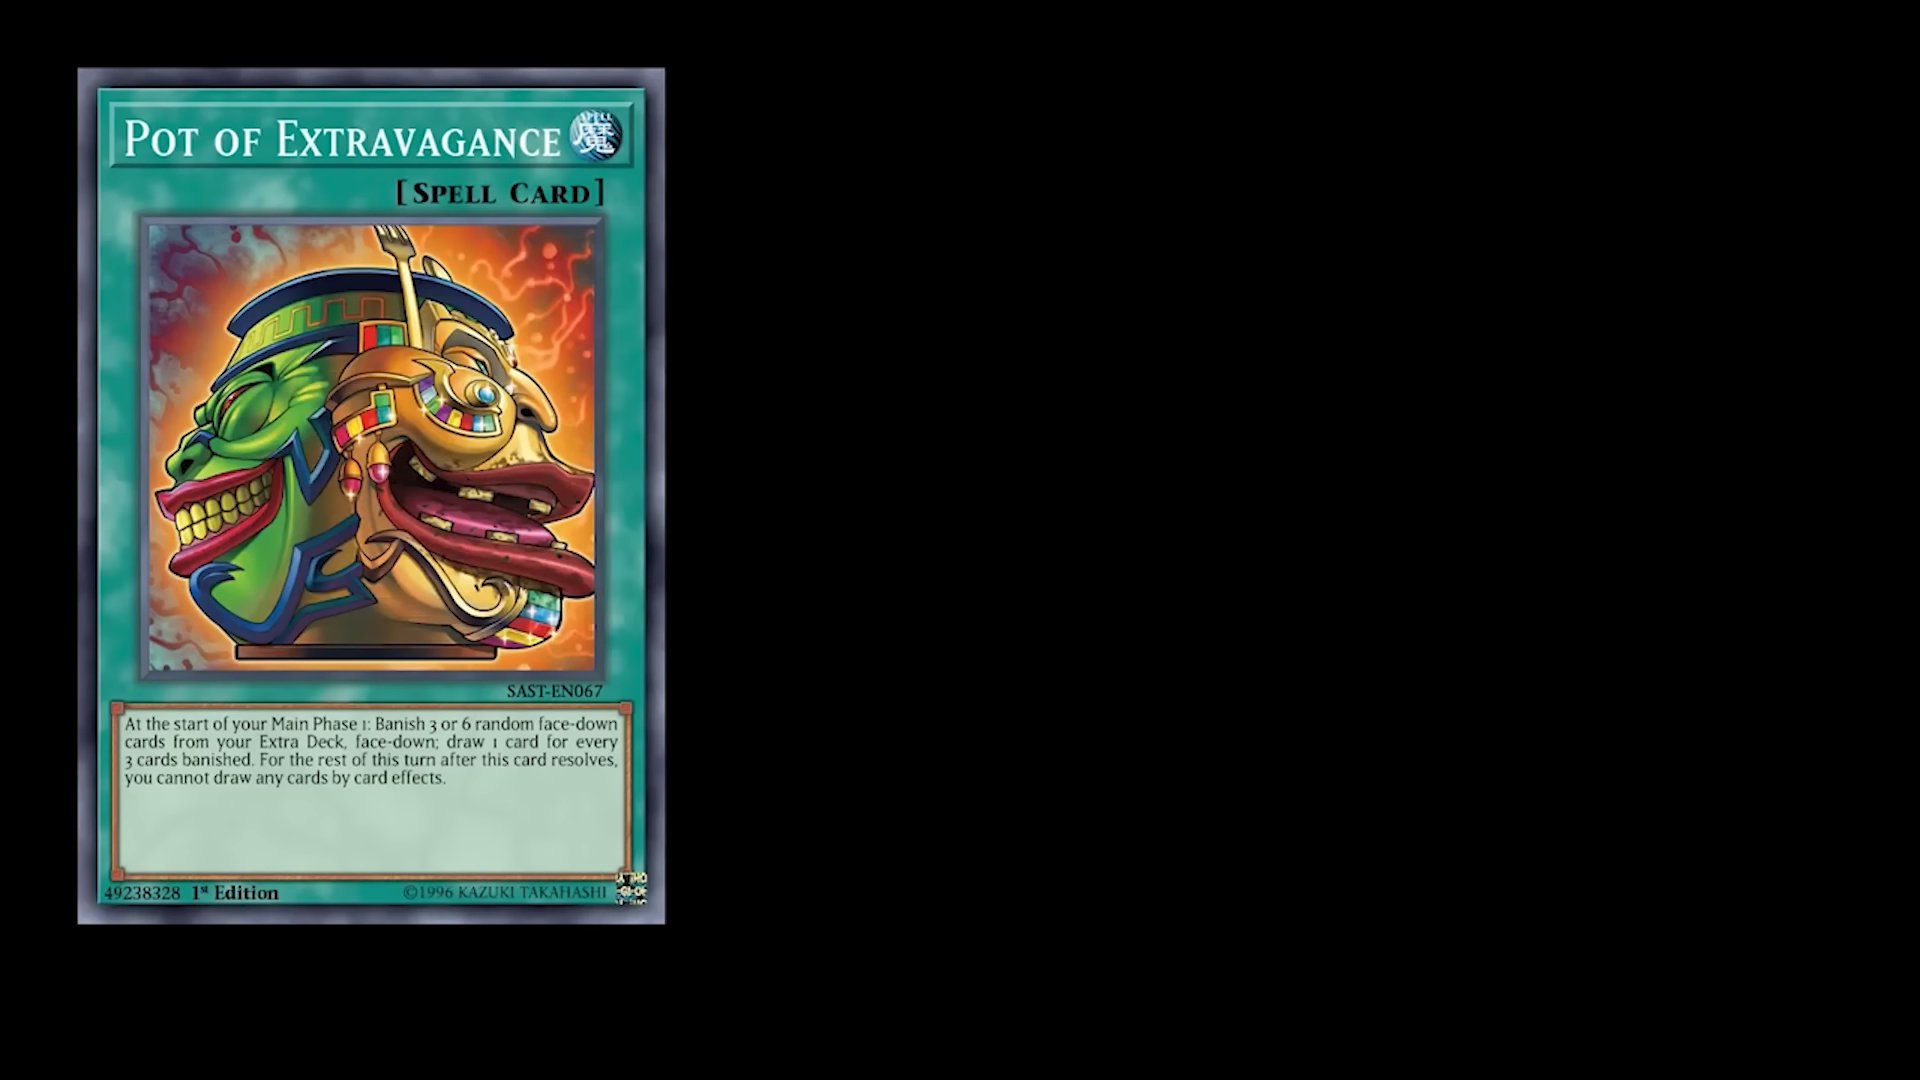 Pot of Extravagance
SPELL
魔
[Spell Card]
SAST-EN067
At the start of your Main Phase 1: Banish 3 or 6 random face-down
cards from your Extra Deck, face-down; draw 1 card for every
3 cards banished. For the rest of this turn after this card resolves,
you cannot draw any cards by card effects.
49238328 1st Edition ©1996 KAZUKI TAKAHASHI